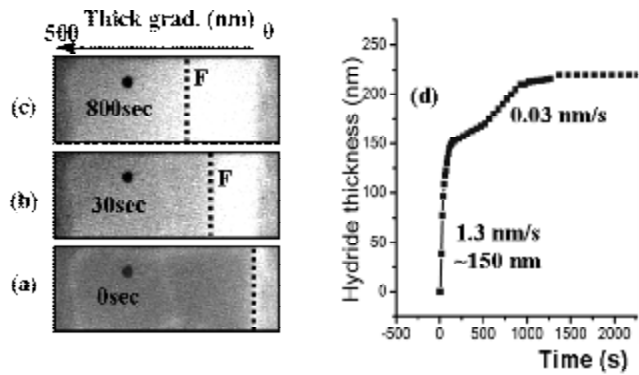 Thick grad. (nm)
500
0
(c)
F
800sec
(b)
F
30sec
(a)
0sec
(d)
250
225
200
150
100
50
0
Hydride thickness (nm)
0.03 nm/s
1.3 nm/s
~150 nm
-500 0 500 1000 1500 2000
Time (s)